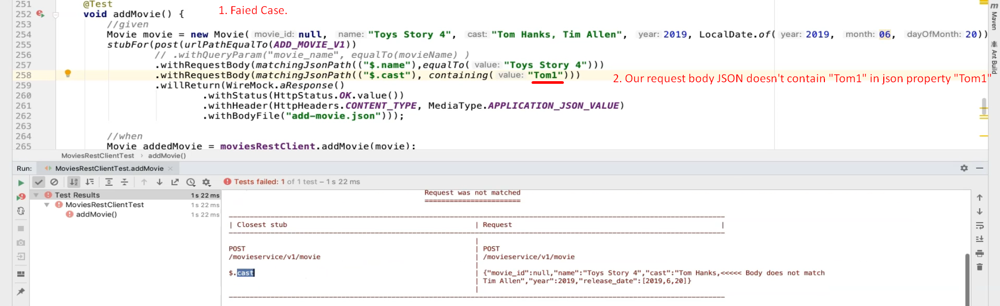 251 @Test
1. Faied Case.
252 void addMovie() {
253 //given
254 Movie movie = new Movie( movie_id: null, name: "Toys Story 4", cast: "Tom Hanks, Tim Allen", year: 2019, LocalDate.of( year: 2019, month: 06, dayOfMonth: 20))
255 stubFor(post(urlPathEqualTo(ADD_MOVIE_V1))
256 // .withQueryParam("movie_name", equalTo(movieName) )
257 .withRequestBody(matchingJsonPath(("$.name"),equalTo( value: "Toys Story 4")))
258 .withRequestBody(matchingJsonPath(("$.cast"), containing( value: "Tom1")))
2. Our request body JSON doesn't contain "Tom1" in json property "Tom1"
259 .willReturn(WireMock.aResponse()
260 .withStatus(HttpStatus.OK.value())
261 .withHeader(HttpHeaders.CONTENT_TYPE, MediaType.APPLICATION_JSON_VALUE)
262 .withBodyFile("add-movie.json")));
263
264 //when
265 Movie addedMovie = moviesRestClient.addMovie(movie);
m
Maven
Ant Build
MoviesRestClientTest › addMovie()
Run: MoviesRestClientTest.addMovie
Tests failed: 1 of 1 test – 1 s 22 ms
Test Results 1 s 22 ms
MoviesRestClientTest 1 s 22 ms
addMovie() 1 s 22 ms
Request was not matched
=======================
| Closest stub | Request |
POST | POST
/movieservice/v1/movie | /movieservice/v1/movie
$.cast | {"movie_id":null,"name":"Toys Story 4","cast":"Tom Hanks,<<<<< Body does not match
| Tim Allen","year":2019,"release_date":[2019,6,20]}